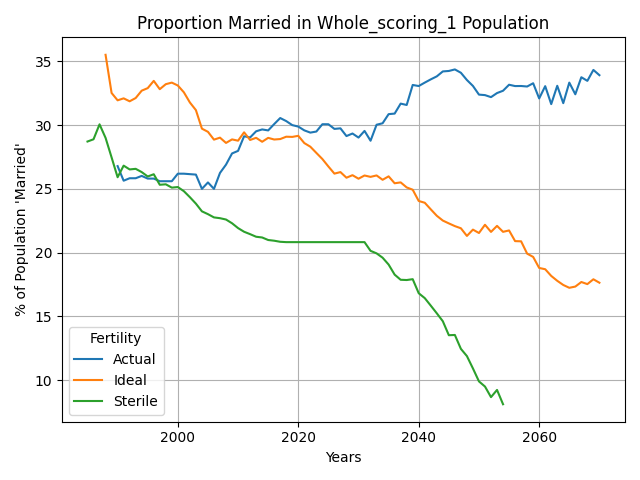 Proportion Married in Whole_scoring_1 Population
% of Population 'Married'
35
30
25
20
15
10
Fertility
Actual
Ideal
Sterile
2000 2020 2040 2060
Years